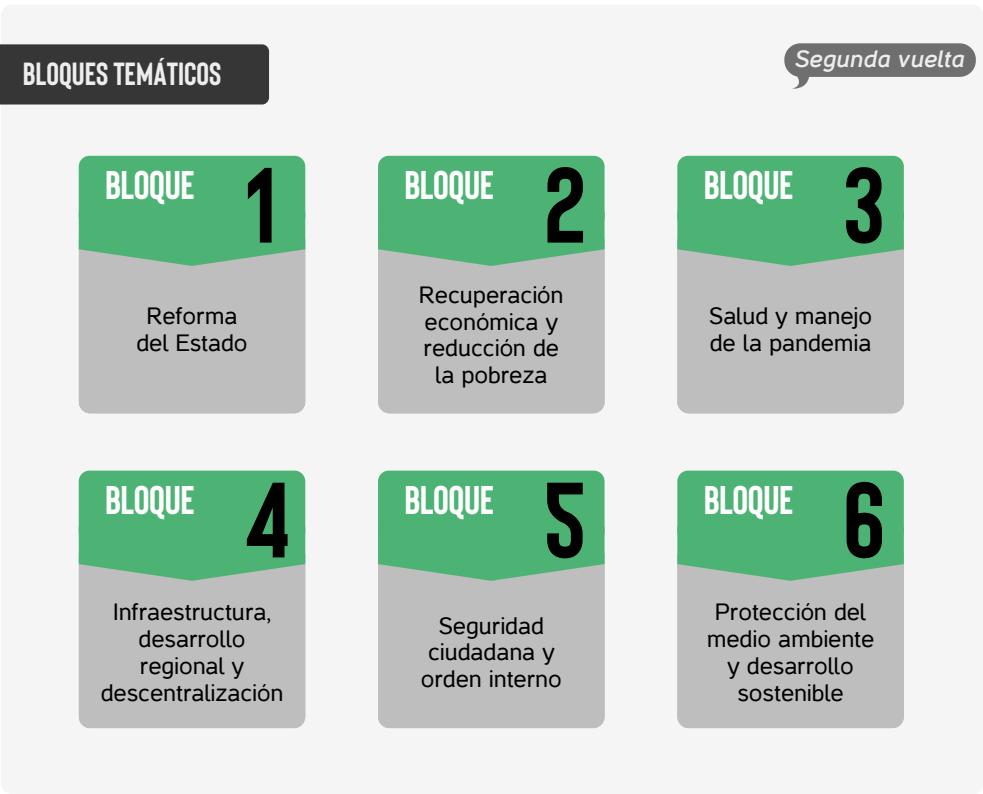 BLOQUES TEMÁTICOS
Segunda vuelta
BLOQUE 1
Reforma
del Estado
BLOQUE 2
Recuperación
económica y
reducción de
la pobreza
BLOQUE 3
Salud y manejo
de la pandemia
BLOQUE 4
Infraestructura,
desarrollo
regional y
descentralización
BLOQUE 5
Seguridad
ciudadana y
orden interno
BLOQUE 6
Protección del
medio ambiente
y desarrollo
sostenible